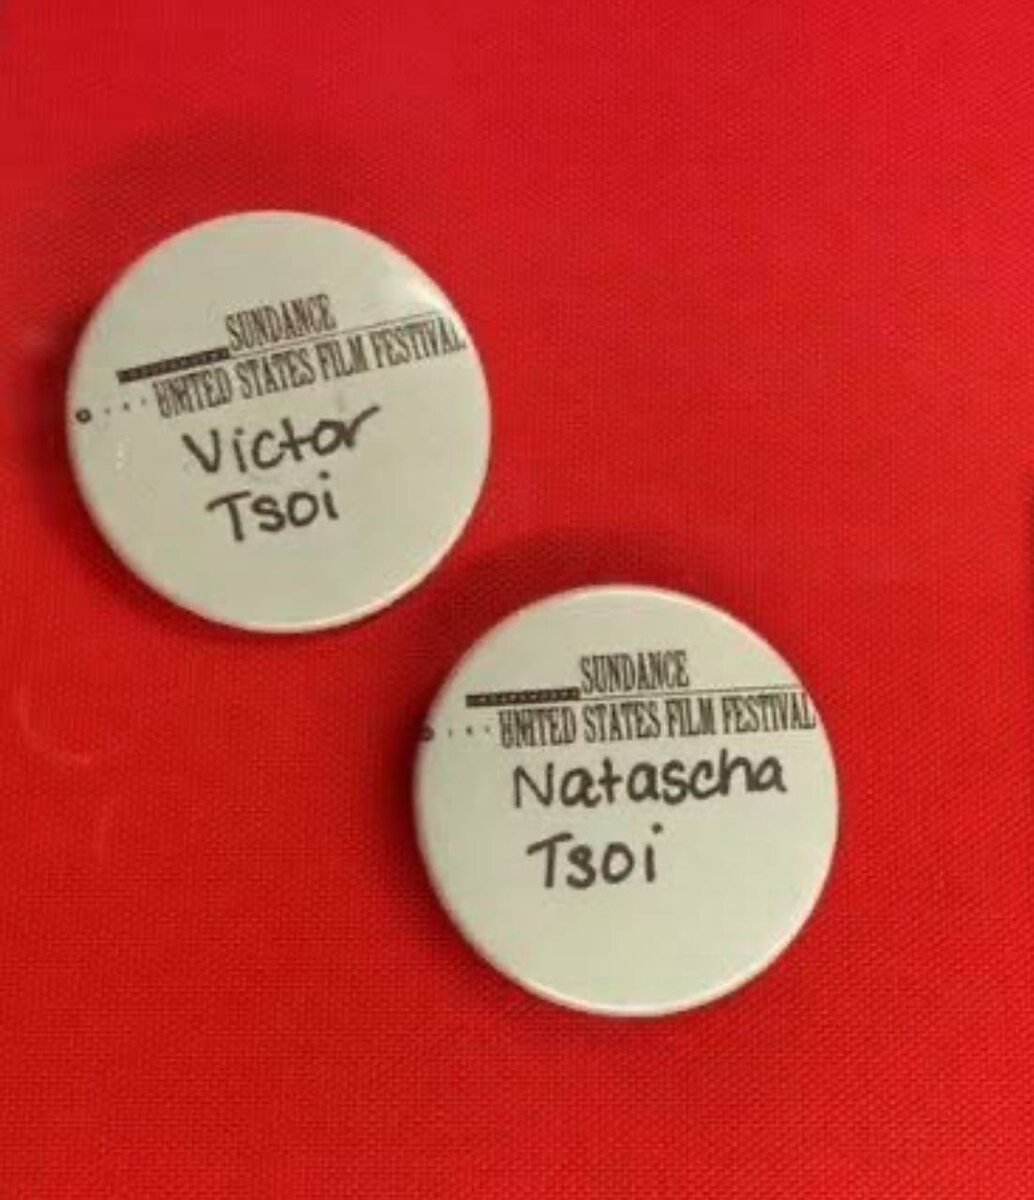 SUNDANCE
UNITED STATES FILM FESTIVAL
Victor
Tsoi
SUNDANCE
UNITED STATES FILM FESTIVAL
Natascha
Tsoi